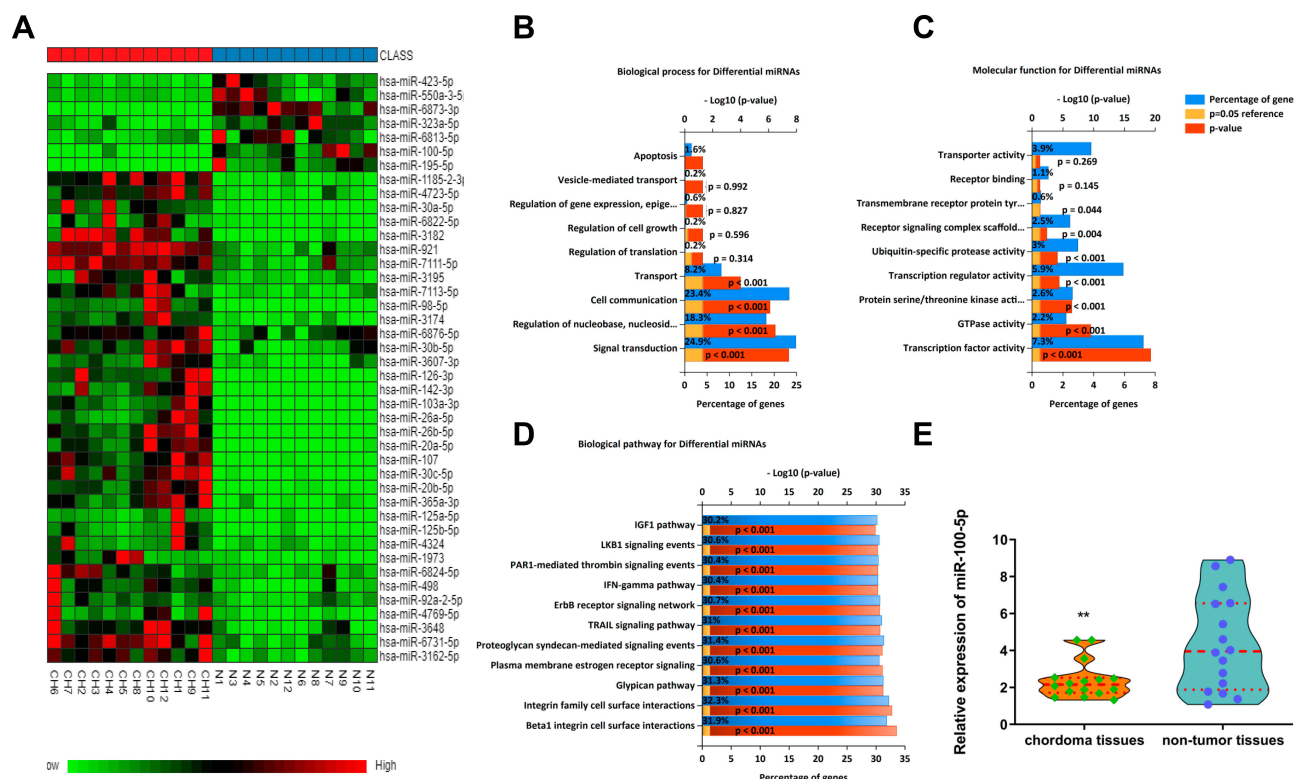 A
CLASS
hsa-miR-423-5p
hsa-miR-550a-3-5p
hsa-miR-6873-3p
hsa-miR-323a-5p
hsa-miR-6813-5p
hsa-miR-100-5p
hsa-miR-195-5p
hsa-miR-1185-2-3p
hsa-miR-4723-5p
hsa-miR-30a-5p
hsa-miR-6822-5p
hsa-miR-3182
hsa-miR-921
hsa-miR-7111-5p
hsa-miR-3195
hsa-miR-7113-5p
hsa-miR-98-5p
hsa-miR-3174
hsa-miR-6876-5p
hsa-miR-30b-5p
hsa-miR-3607-3p
hsa-miR-126-3p
hsa-miR-142-3p
hsa-miR-103a-3p
hsa-miR-26a-5p
hsa-miR-26b-5p
hsa-miR-20a-5p
hsa-miR-107
hsa-miR-30c-5p
hsa-miR-20b-5p
hsa-miR-365a-3p
hsa-miR-125a-5p
hsa-miR-125b-5p
hsa-miR-4324
hsa-miR-1973
hsa-miR-6824-5p
hsa-miR-498
hsa-miR-92a-2-5p
hsa-miR-4769-5p
hsa-miR-3648
hsa-miR-6731-5p
hsa-miR-3162-5p
CH6 CH7 CH2 CH3 CH4 CH5 CH8 CH10 CH12 CH1 CH9 CH11 N1 N3 N4 N5 N2 N12 N6 N8 N7 N9 N10 N11
ow High
B
Biological process for Differential miRNAs
- Log10 (p-value)
0 2 4 6 8
Apoptosis 1.6%
Vesicle-mediated transport 0.2% p = 0.992
Regulation of gene expression, epige... 0.6% p = 0.827
Regulation of cell growth 0.2% p = 0.596
Regulation of translation 0.2% p = 0.314
Transport 8.2% p < 0.001
Cell communication 23.4% p < 0.001
Regulation of nucleobase, nucleosid... 18.3% p < 0.001
Signal transduction 24.9% p < 0.001
0 5 10 15 20 25
Percentage of genes
C
Molecular function for Differential miRNAs
- Log10 (p-value)
0 5 10 15 20
Percentage of gene
p=0.05 reference
p-value
Transporter activity 3.9% p = 0.269
Receptor binding 1.1% p = 0.145
Transmembrane receptor protein tyr... 0.6% p = 0.044
Receptor signaling complex scaffold... 2.5% p = 0.004
Ubiquitin-specific protease activity 3% p < 0.001
Transcription regulator activity 5.9% p < 0.001
Protein serine/threonine kinase acti... 2.6% p < 0.001
GTPase activity 2.2% p < 0.001
Transcription factor activity 7.3% p < 0.001
0 2 4 6 8
Percentage of genes
D
Biological pathway for Differential miRNAs
- Log10 (p-value)
0 5 10 15 20 25 30 35
IGF1 pathway 30.2% p < 0.001
LKB1 signaling events 30.6% p < 0.001
PAR1-mediated thrombin signaling events 30.4% p < 0.001
IFN-gamma pathway 30.4% p < 0.001
ErbB receptor signaling network 30.7% p < 0.001
TRAIL signaling pathway 31% p < 0.001
Proteoglycan syndecan-mediated signaling events 31.4% p < 0.001
Plasma membrane estrogen receptor signaling 30.6% p < 0.001
Glypican pathway 31.3% p < 0.001
Integrin family cell surface interactions 32.3% p < 0.001
Beta1 integrin cell surface interactions 31.9% p < 0.001
0 5 10 15 20 25 30 35
Percentage of genes
E
Relative expression of miR-100-5p
10
8
6
4
2
0
**
chordoma tissues non-tumor tissues